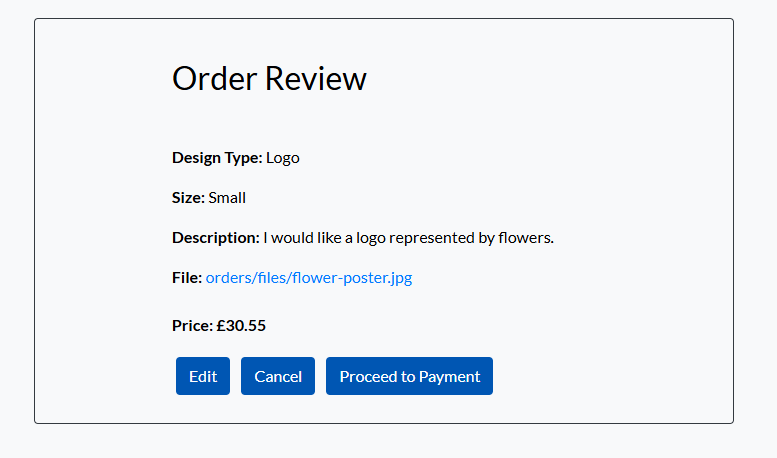 Order Review
Design Type: Logo
Size: Small
Description: I would like a logo represented by flowers.
File: orders/files/flower-poster.jpg
Price: £30.55
Edit Cancel Proceed to Payment